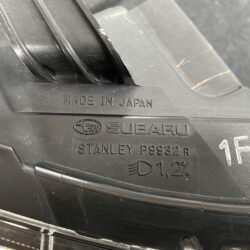 MADE IN JAPAN
SUBARU
STANLEY P9932 R
1,2%
1F